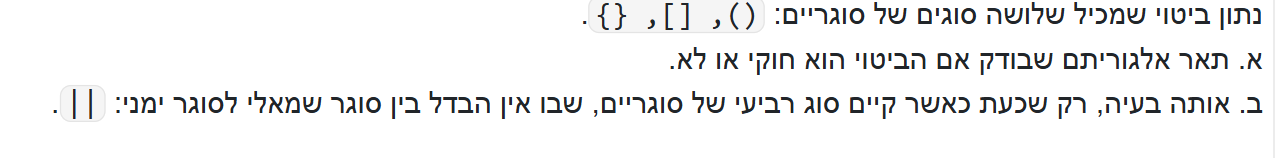 נתון ביטוי שמכיל שלושה סוגים של סוגריים: (), [], {}.
א. תאר אלגוריתם שבודק אם הביטוי הוא חוקי או לא.
ב. אותה בעיה, רק שכעת כאשר קיים סוג רביעי של סוגריים, שבו אין הבדל בין סוגר שמאלי לסוגר ימני: ||.